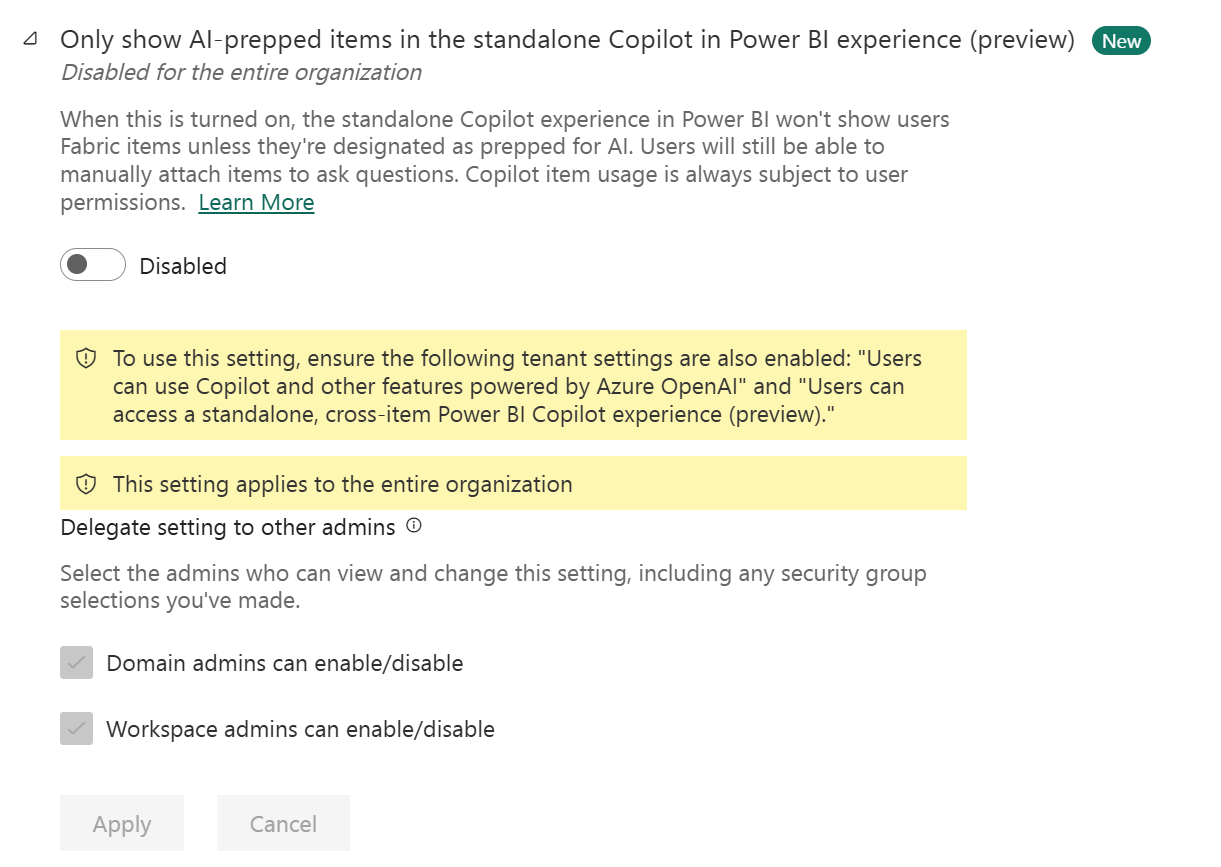 Only show AI-prepped items in the standalone Copilot in Power BI experience (preview) New
Disabled for the entire organization
When this is turned on, the standalone Copilot experience in Power BI won't show users
Fabric items unless they're designated as prepped for AI. Users will still be able to
manually attach items to ask questions. Copilot item usage is always subject to user
permissions. Learn More
Disabled
To use this setting, ensure the following tenant settings are also enabled: "Users
can use Copilot and other features powered by Azure OpenAI" and "Users can
access a standalone, cross-item Power BI Copilot experience (preview)."
This setting applies to the entire organization
Delegate setting to other admins
Select the admins who can view and change this setting, including any security group
selections you've made.
Domain admins can enable/disable
Workspace admins can enable/disable
Apply Cancel